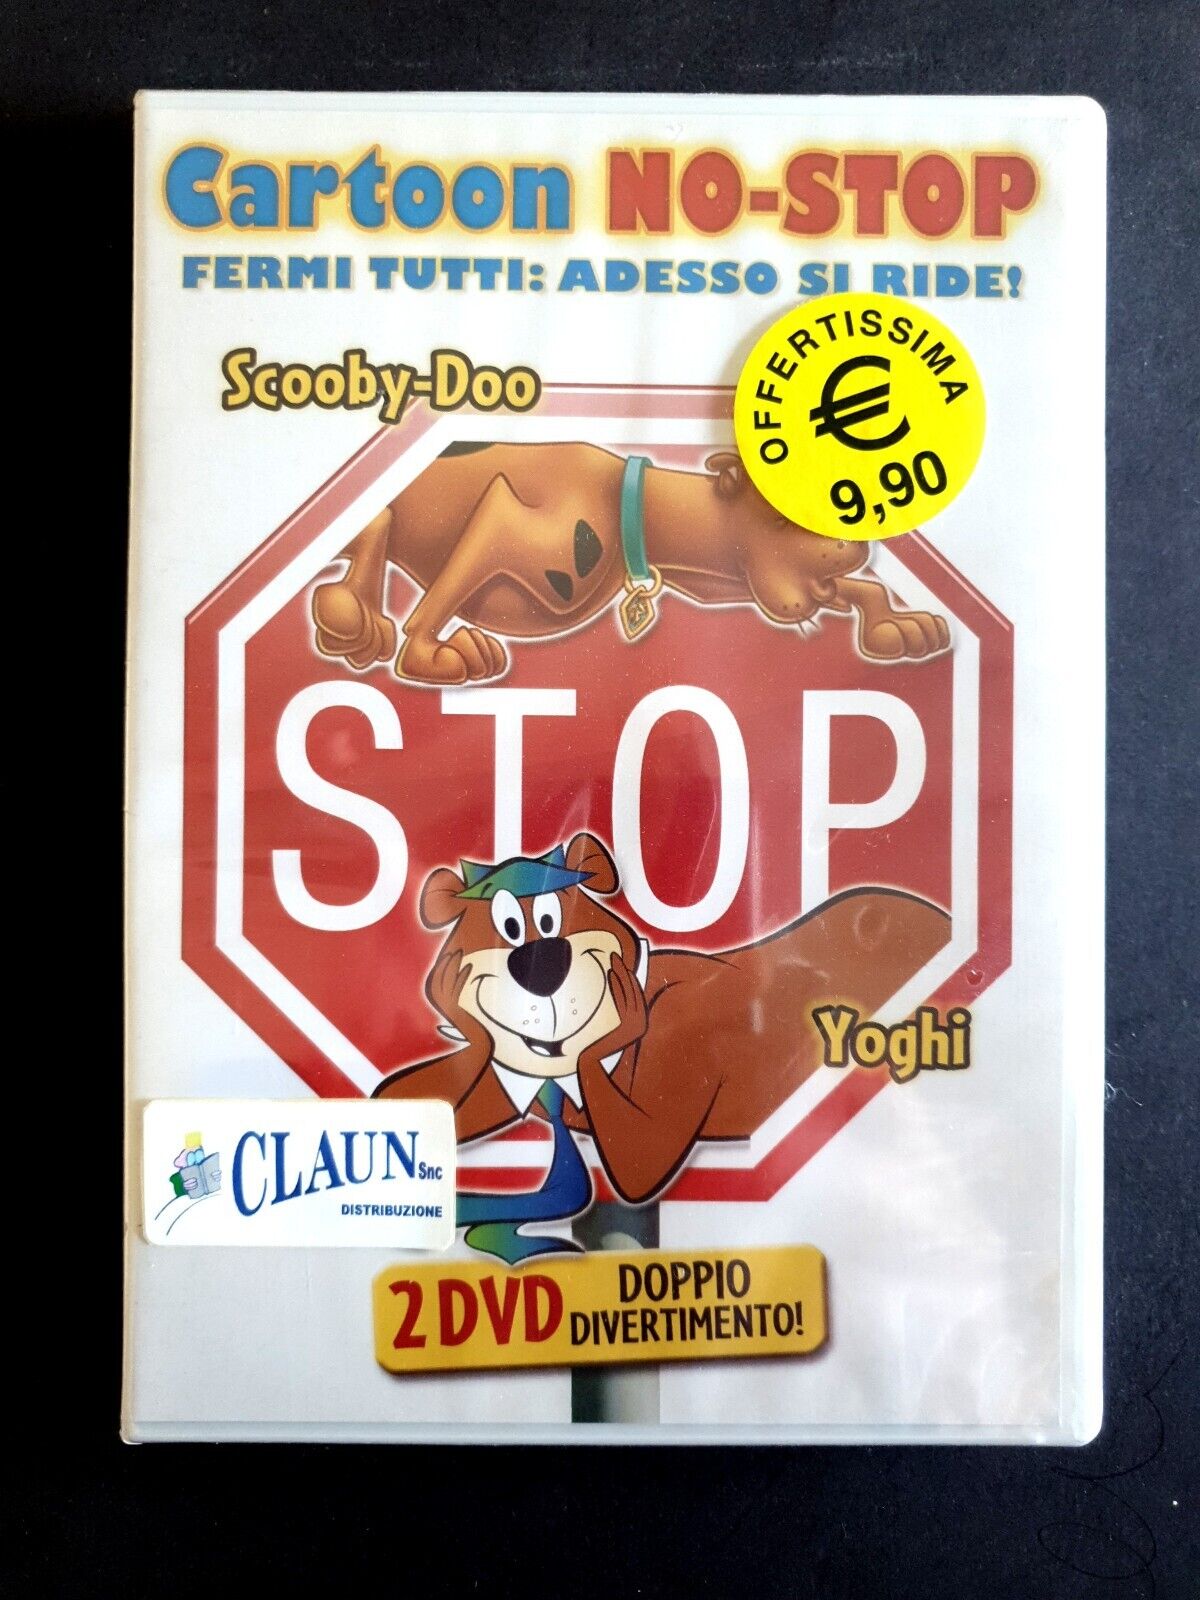 Cartoon NO-STOP
FERMI TUTTI: ADESSO SI RIDE!
Scooby-Doo
OFFERTISSIMA
€
9,90
STOP
Yoghi
CLAUN Snc
DISTRIBUZIONE
2 DVD
DOPPIO
DIVERTIMENTO!